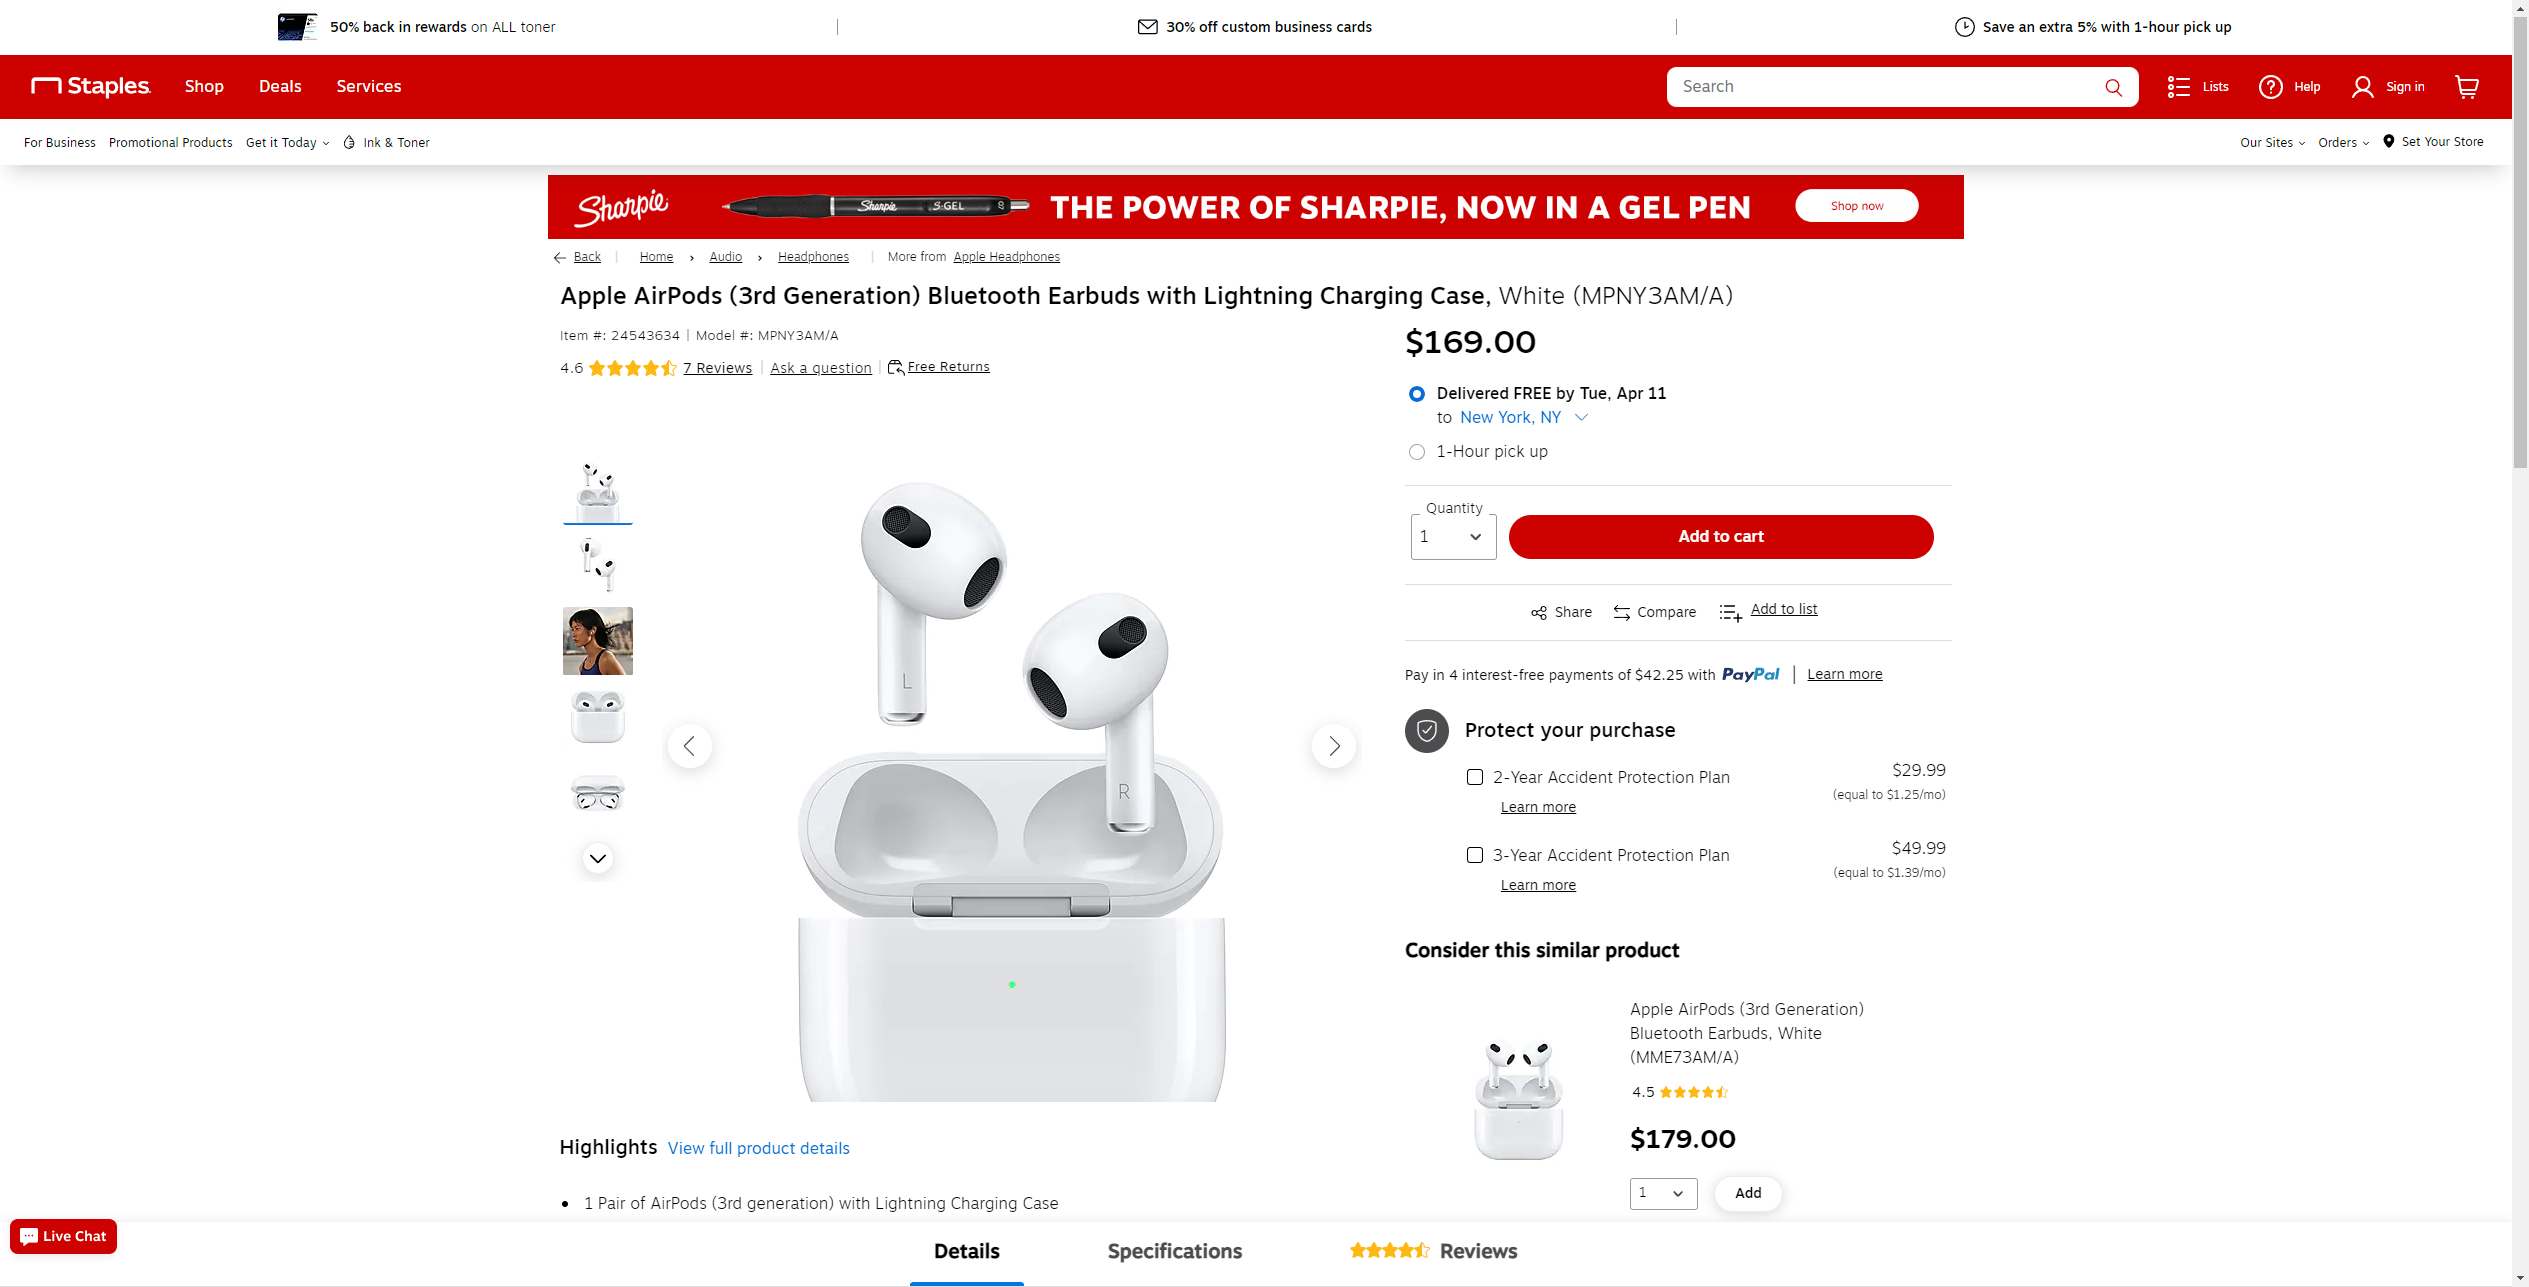 50% back in rewards on ALL toner
30% off custom business cards
Save an extra 5% with 1-hour pick up
Staples
Shop
Deals
Services
Search
Lists
Help
Sign in
For Business
Promotional Products
Get it Today
Ink & Toner
Our Sites
Orders
Set Your Store
Sharpie
Sharpie S·GEL
THE POWER OF SHARPIE, NOW IN A GEL PEN
Shop now
Back
Home
Audio
Headphones
More from Apple Headphones
Apple AirPods (3rd Generation) Bluetooth Earbuds with Lightning Charging Case, White (MPNY3AM/A)
Item #: 24543634 | Model #: MPNY3AM/A
4.6
7 Reviews
Ask a question
Free Returns
$169.00
Delivered FREE by Tue, Apr 11
to New York, NY
1-Hour pick up
Quantity
1
Add to cart
Share
Compare
Add to list
Pay in 4 interest-free payments of $42.25 with PayPal | Learn more
Protect your purchase
2-Year Accident Protection Plan
$29.99
(equal to $1.25/mo)
Learn more
3-Year Accident Protection Plan
$49.99
(equal to $1.39/mo)
Learn more
L
R
Consider this similar product
Apple AirPods (3rd Generation)
Bluetooth Earbuds, White
(MME73AM/A)
4.5
$179.00
1
Add
Highlights
View full product details
• 1 Pair of AirPods (3rd generation) with Lightning Charging Case
Live Chat
Details
Specifications
Reviews